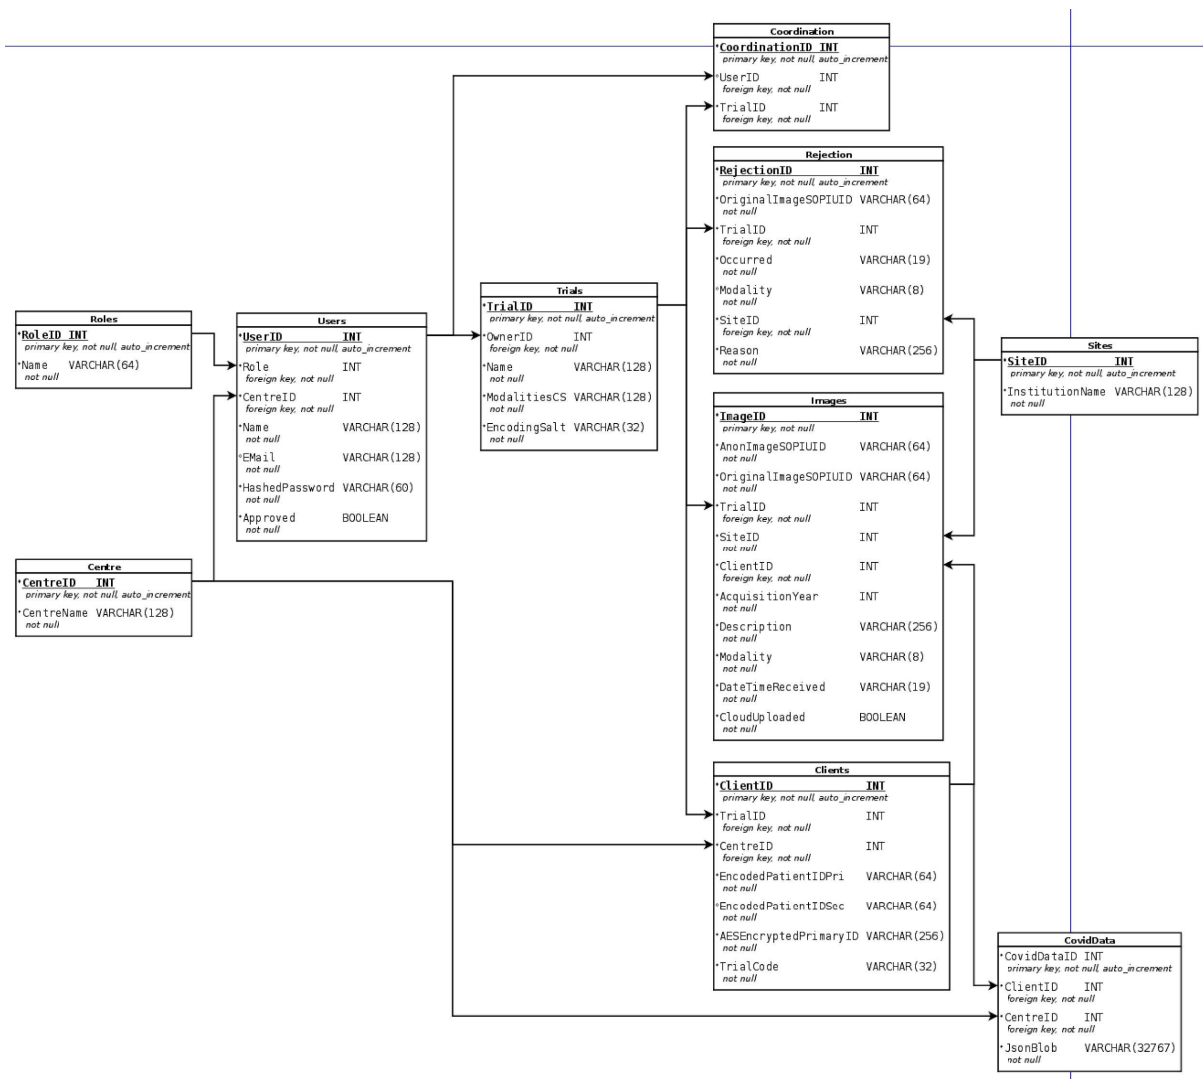 Coordination
*CoordinationID INT
primary key, not null, auto_increment
*UserID INT
foreign key, not null
*TrialID INT
foreign key, not null
Rejection
*RejectionID INT
primary key, not null, auto_increment
*OriginalImageSOPIUID VARCHAR(64)
not null
*TrialID INT
foreign key, not null
*Occurred VARCHAR(19)
not null
*Modality VARCHAR(8)
not null
*SiteID INT
foreign key, not null
*Reason VARCHAR(256)
not null
Trials
*TrialID INT
primary key, not null, auto_increment
*OwnerID INT
foreign key, not null
*Name VARCHAR(128)
not null
*ModalitiesCS VARCHAR(128)
not null
*EncodingSalt VARCHAR(32)
not null
Roles
*RoleID INT
primary key, not null, auto_increment
*Name VARCHAR(64)
not null
Users
*UserID INT
primary key, not null, auto_increment
*Role INT
foreign key, not null
*CentreID INT
foreign key, not null
*Name VARCHAR(128)
not null
*EMail VARCHAR(128)
not null
*HashedPassword VARCHAR(60)
not null
*Approved BOOLEAN
not null
Sites
*SiteID INT
primary key, not null, auto_increment
*InstitutionName VARCHAR(128)
not null
Images
*ImageID INT
primary key, not null
*AnonImageSOPIUID VARCHAR(64)
not null
*OriginalImageSOPIUID VARCHAR(64)
not null
*TrialID INT
foreign key, not null
*SiteID INT
not null
*ClientID INT
foreign key, not null
*AcquisitionYear INT
not null
*Description VARCHAR(256)
not null
*Modality VARCHAR(8)
not null
*DateTimeReceived VARCHAR(19)
not null
*CloudUploaded BOOLEAN
not null
Centre
*CentreID INT
primary key, not null, auto_increment
*CentreName VARCHAR(128)
not null
Clients
*ClientID INT
primary key, not null, auto_increment
*TrialID INT
foreign key, not null
*CentreID INT
foreign key, not null
*EncodedPatientIDPri VARCHAR(64)
not null
*EncodedPatientIDSec VARCHAR(64)
not null
*AESEncryptedPrimaryID VARCHAR(256)
not null
*TrialCode VARCHAR(32)
not null
CovidData
*CovidDataID INT
primary key, not null, auto_increment
*ClientID INT
foreign key, not null
*CentreID INT
foreign key, not null
*JsonBlob VARCHAR(32767)
not null